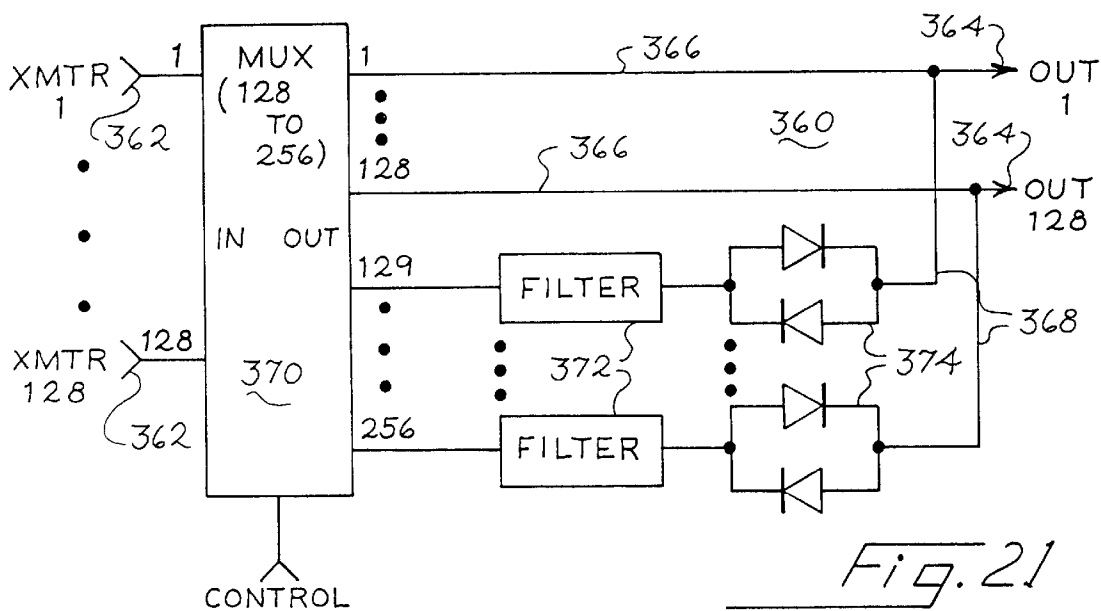 XMTR
1
362
1
MUX
(128
TO
256)
1
366
364
OUT
1
360
128
366
364
OUT
128
IN OUT
129
FILTER
368
XMTR
128
128
362
370
372
374
256
FILTER
CONTROL
Fig. 21